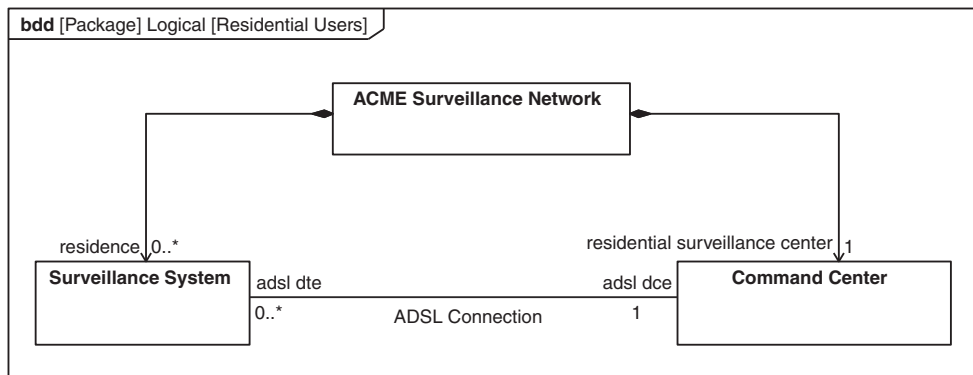 bdd [Package] Logical [Residential Users]
ACME Surveillance Network
residence 0..*
residential surveillance center 1
Surveillance System
Command Center
adsl dte
adsl dce
0..*
ADSL Connection
1